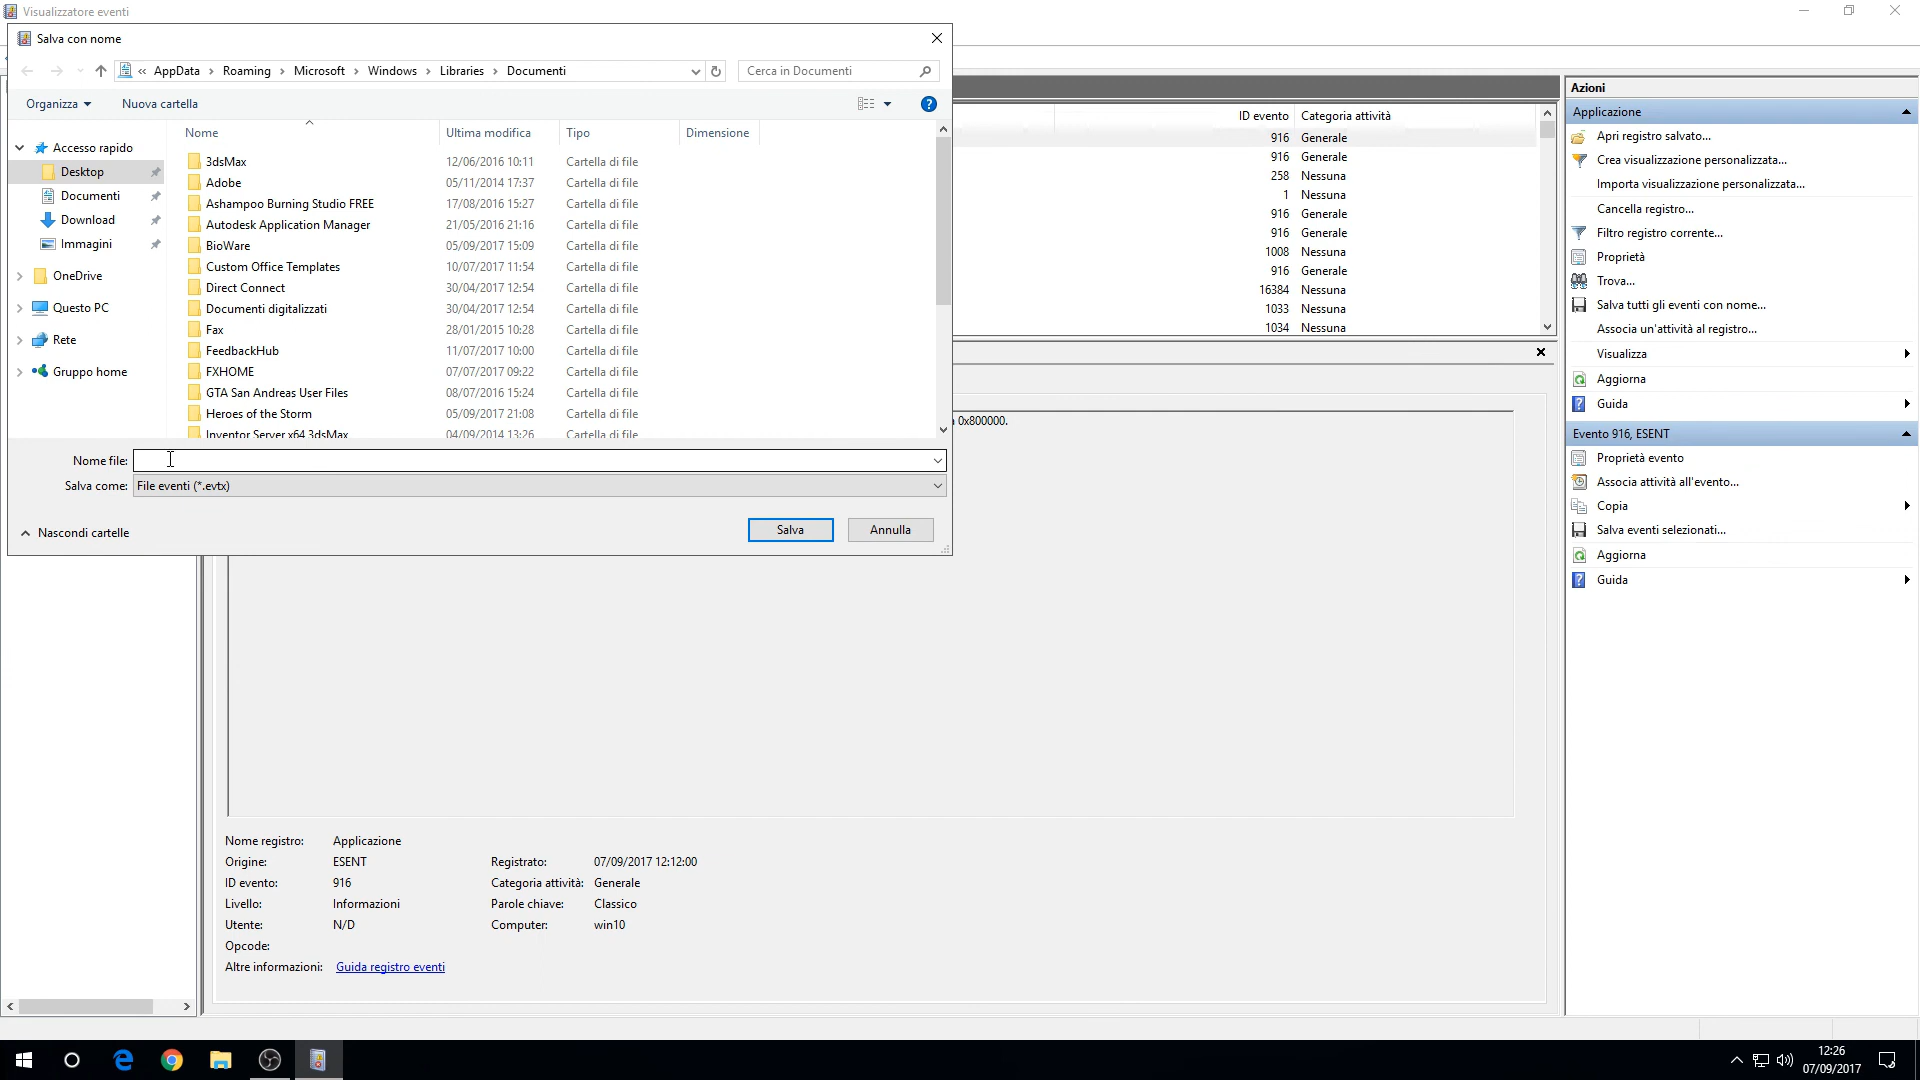 Visualizzatore eventi
Salva con nome
« AppData › Roaming › Microsoft › Windows › Libraries › Documenti
Cerca in Documenti
Organizza
Nuova cartella
Accesso rapido
Desktop
Documenti
Download
Immagini
OneDrive
Questo PC
Rete
Gruppo home
Nome Ultima modifica Tipo Dimensione
3dsMax 12/06/2016 10:11 Cartella di file
Adobe 05/11/2014 17:37 Cartella di file
Ashampoo Burning Studio FREE 17/08/2016 15:27 Cartella di file
Autodesk Application Manager 21/05/2016 21:16 Cartella di file
BioWare 05/09/2017 15:09 Cartella di file
Custom Office Templates 10/07/2017 11:54 Cartella di file
Direct Connect 30/04/2017 12:54 Cartella di file
Documenti digitalizzati 30/04/2017 12:54 Cartella di file
Fax 28/01/2015 10:28 Cartella di file
FeedbackHub 11/07/2017 10:00 Cartella di file
FXHOME 07/07/2017 09:22 Cartella di file
GTA San Andreas User Files 08/07/2016 15:24 Cartella di file
Heroes of the Storm 05/09/2017 21:08 Cartella di file
Inventor Server x64 3dsMax 04/09/2014 13:26 Cartella di file
Nome file:
Salva come: File eventi (*.evtx)
Nascondi cartelle
Salva
Annulla
ID evento Categoria attività
916 Generale
916 Generale
258 Nessuna
1 Nessuna
916 Generale
916 Generale
1008 Nessuna
916 Generale
16384 Nessuna
1033 Nessuna
1034 Nessuna
0x800000.
Nome registro: Applicazione
Origine: ESENT Registrato: 07/09/2017 12:12:00
ID evento: 916 Categoria attività: Generale
Livello: Informazioni Parole chiave: Classico
Utente: N/D Computer: win10
Opcode:
Altre informazioni: Guida registro eventi
Azioni
Applicazione
Apri registro salvato...
Crea visualizzazione personalizzata...
Importa visualizzazione personalizzata...
Cancella registro...
Filtro registro corrente...
Proprietà
Trova...
Salva tutti gli eventi con nome...
Associa un'attività al registro...
Visualizza
Aggiorna
Guida
Evento 916, ESENT
Proprietà evento
Associa attività all'evento...
Copia
Salva eventi selezionati...
Aggiorna
Guida
12:26
07/09/2017